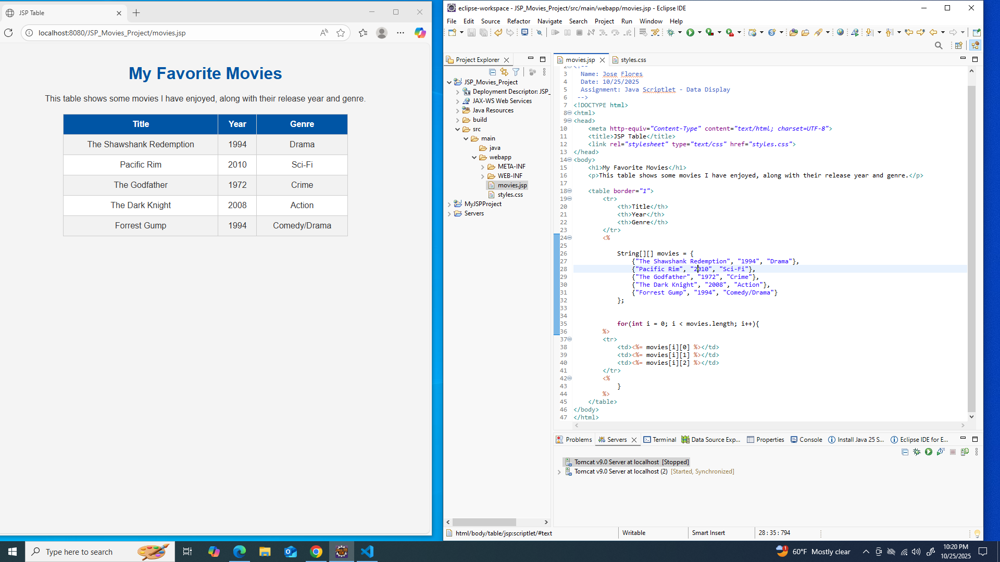 JSP Table
localhost:8080/JSP_Movies_Project/movies.jsp
My Favorite Movies
This table shows some movies I have enjoyed, along with their release year and genre.
Title Year Genre
The Shawshank Redemption 1994 Drama
Pacific Rim 2010 Sci-Fi
The Godfather 1972 Crime
The Dark Knight 2008 Action
Forrest Gump 1994 Comedy/Drama
eclipse-workspace - JSP_Movies_Project/src/main/webapp/movies.jsp - Eclipse IDE
File Edit Source Refactor Navigate Search Project Run Window Help
Project Explorer
JSP_Movies_Project
Deployment Descriptor: JSP_
JAX-WS Web Services
Java Resources
build
src
main
java
webapp
META-INF
WEB-INF
movies.jsp
styles.css
MyJSPProject
Servers
movies.jsp styles.css
2 <!--
3 Name: Jose Flores
4 Date: 10/25/2025
5 Assignment: Java Scriptlet - Data Display
6 -->
7 <!DOCTYPE html>
8 <html>
9 <head>
10 <meta http-equiv="Content-Type" content="text/html; charset=UTF-8">
11 <title>JSP Table</title>
12 <link rel="stylesheet" type="text/css" href="styles.css">
13 </head>
14 <body>
15 <h1>My Favorite Movies</h1>
16 <p>This table shows some movies I have enjoyed, along with their release year and genre.</p>
17
18 <table border="1">
19 <tr>
20 <th>Title</th>
21 <th>Year</th>
22 <th>Genre</th>
23 </tr>
24 <%
25
26 String[][] movies = {
27 {"The Shawshank Redemption", "1994", "Drama"},
28 {"Pacific Rim", "2010", "Sci-Fi"},
29 {"The Godfather", "1972", "Crime"},
30 {"The Dark Knight", "2008", "Action"},
31 {"Forrest Gump", "1994", "Comedy/Drama"}
32 };
33
34
35 for(int i = 0; i < movies.length; i++){
36 %>
37 <tr>
38 <td><%= movies[i][0] %></td>
39 <td><%= movies[i][1] %></td>
40 <td><%= movies[i][2] %></td>
41 </tr>
42 <%
43 }
44 %>
45 </table>
46 </body>
47 </html>
Problems Servers Terminal Data Source Exp... Properties Console Install Java 25 S... Eclipse IDE for E...
Tomcat v9.0 Server at localhost [Stopped]
Tomcat v9.0 Server at localhost (2) [Started, Synchronized]
html/body/table/jsp:scriptlet/#text Writable Smart Insert 28 : 35 : 794
Type here to search
1 60°F Mostly clear
10:20 PM
10/25/2025